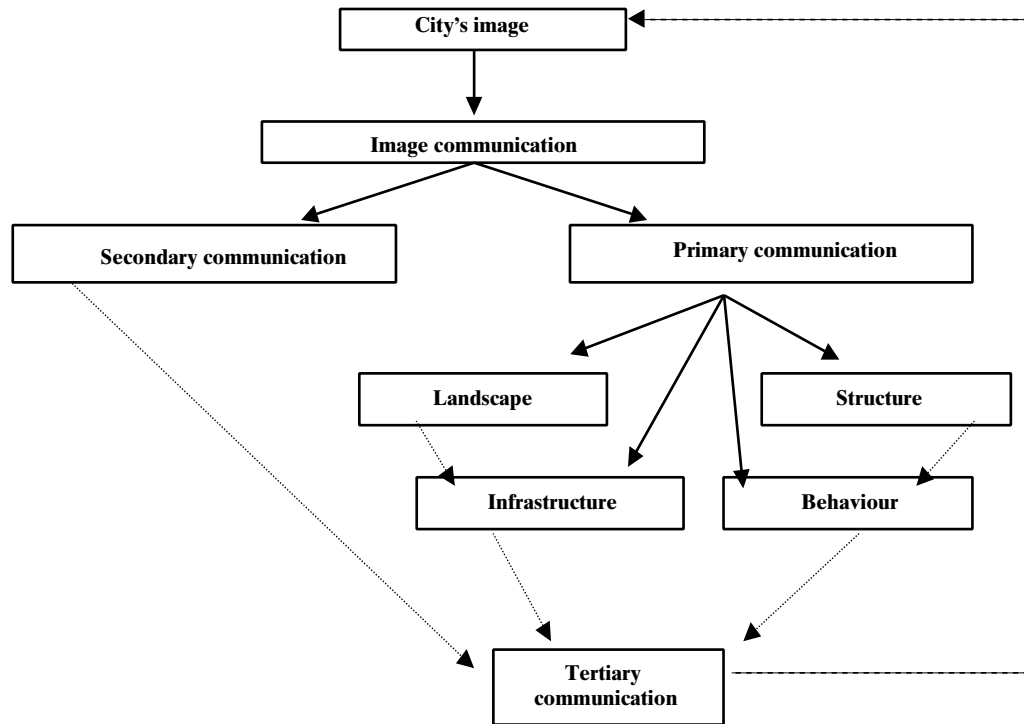 City’s image
Image communication
Secondary communication
Primary communication
Landscape
Structure
Infrastructure
Behaviour
Tertiary
communication